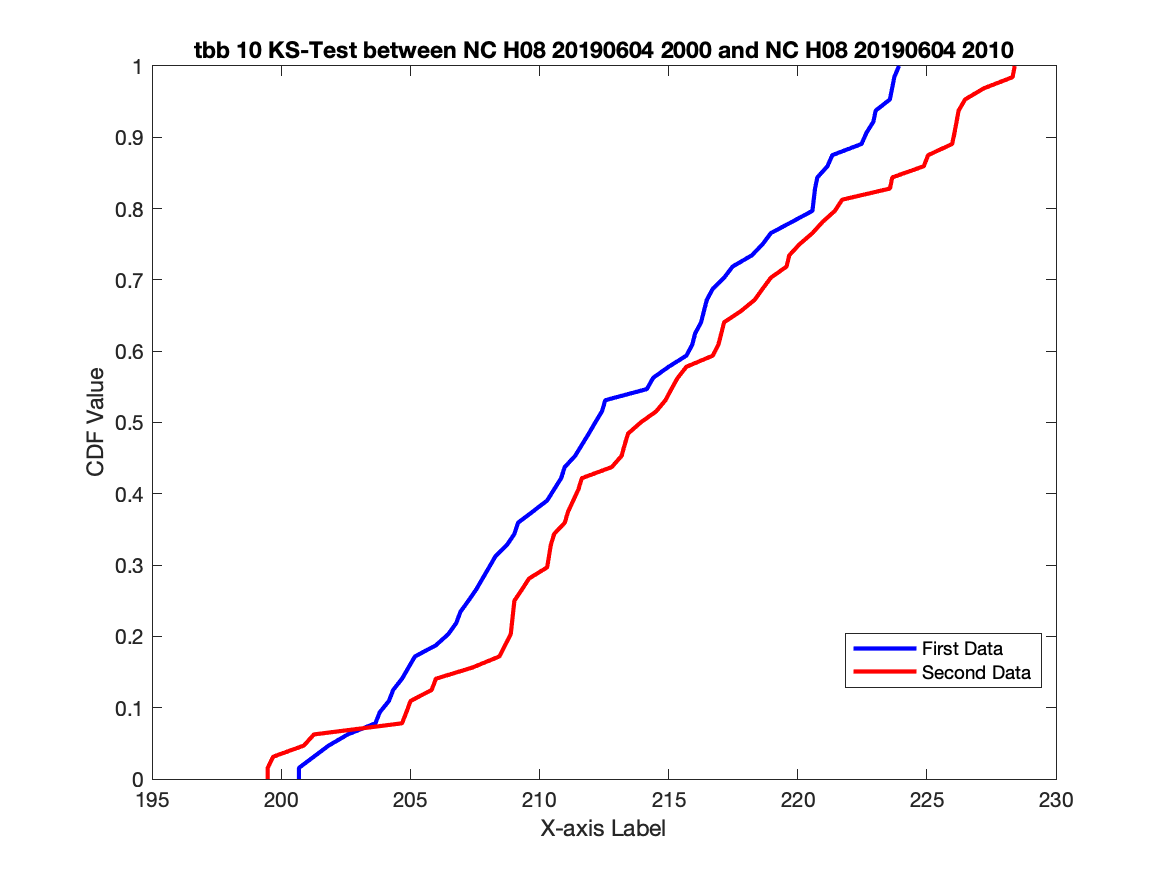 tbb 10 KS-Test between NC H08 20190604 2000 and NC H08 20190604 2010
1
0.9
0.8
0.7
0.6
0.5
0.4
0.3
0.2
0.1
0
CDF Value
First Data
Second Data
195 200 205 210 215 220 225 230
X-axis Label